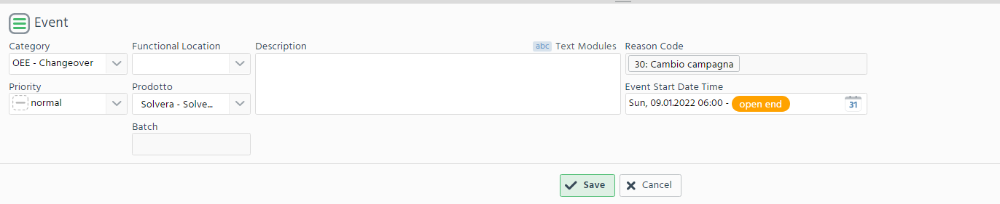 Event
Category
Functional Location
Description
abc Text Modules
Reason Code
OEE - Changeover
30: Cambio campagna
Priority
Prodotto
Event Start Date Time
normal
Solvera - Solve...
Sun, 09.01.2022 06:00 - open end
31
Batch
Save
Cancel